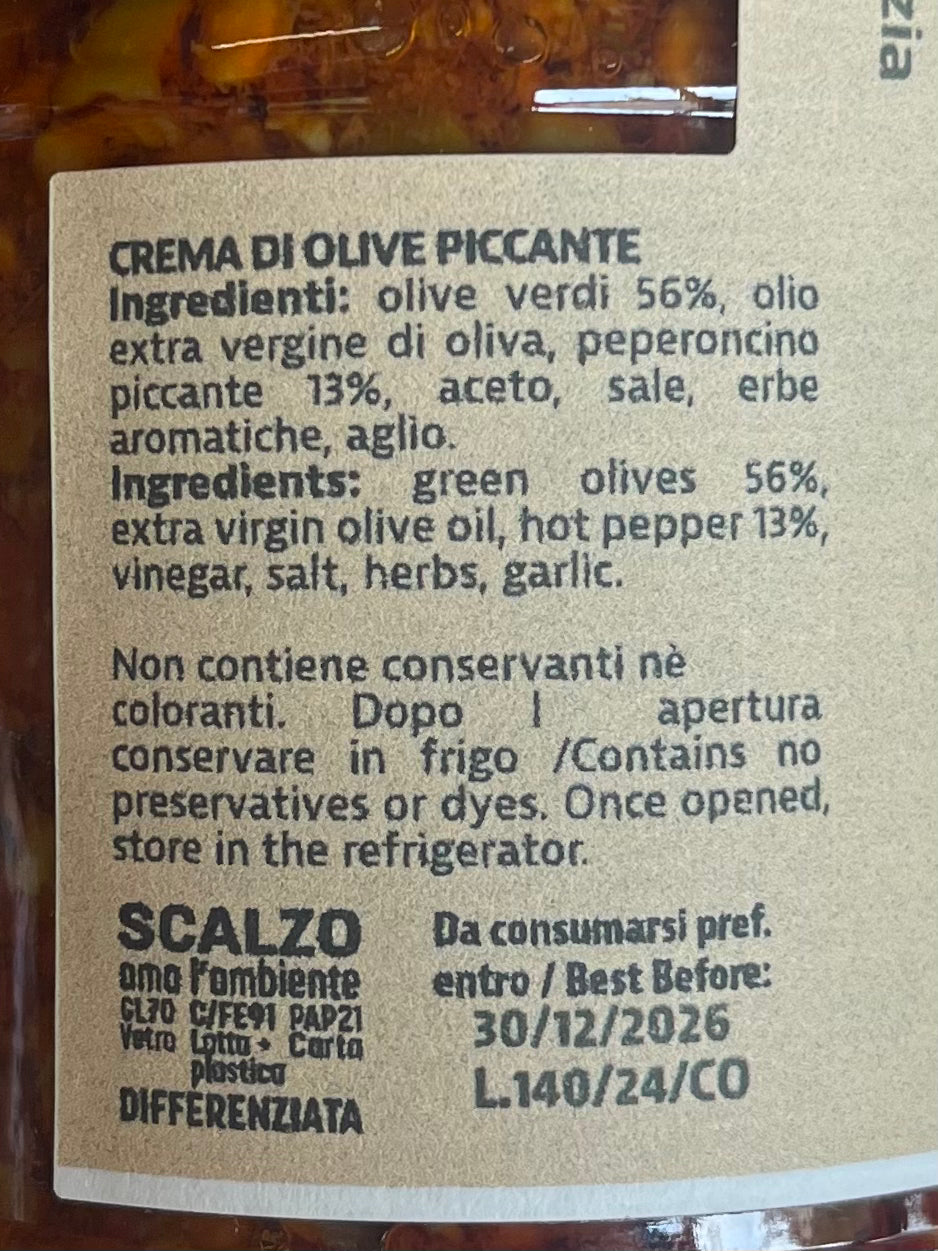 zia
CREMA DI OLIVE PICCANTE
Ingredienti: olive verdi 56%, olio
extra vergine di oliva, peperoncino
piccante 13%, aceto, sale, erbe
aromatiche, aglio.
Ingredients: green olives 56%,
extra virgin olive oil, hot pepper 13%,
vinegar, salt, herbs, garlic.
Non contiene conservanti nè
coloranti. Dopo l apertura
conservare in frigo /Contains no
preservatives or dyes. Once opened,
store in the refrigerator.
SCALZO
ama l'ambiente
GL70 C/FE91 PAP21
Vetro Latta + Carta
plastica
DIFFERENZIATA
Da consumarsi pref.
entro / Best Before:
30/12/2026
L.140/24/CO